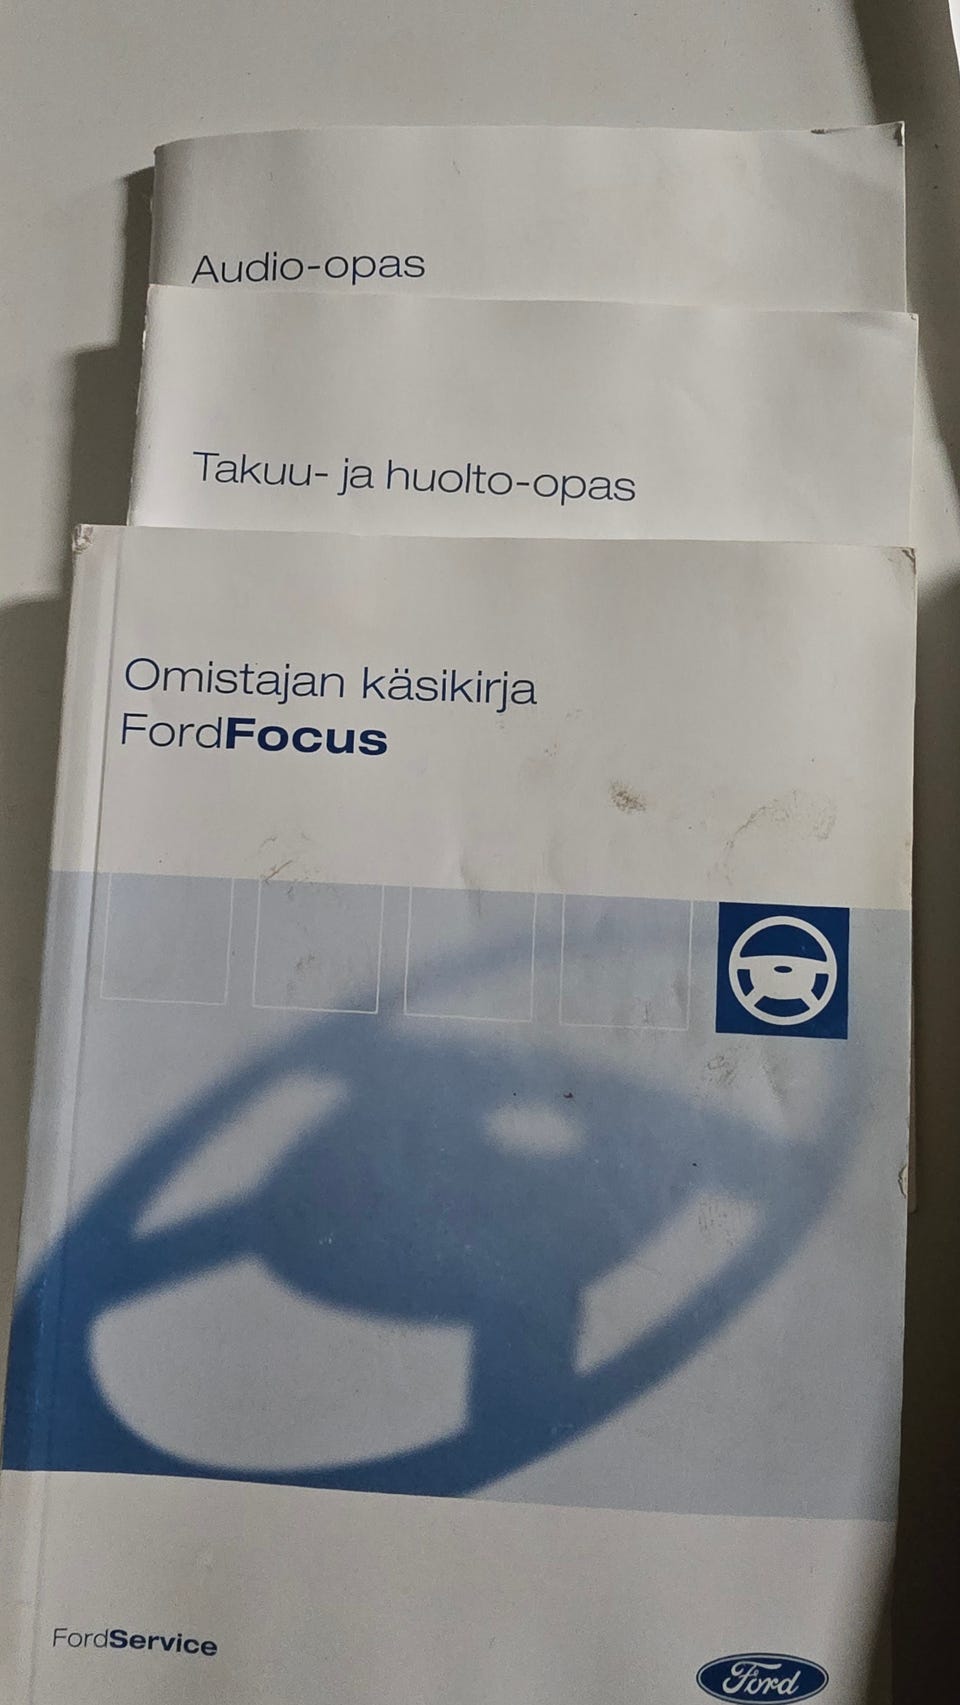 Audio-opas
Takuu- ja huolto-opas
Omistajan käsikirja
FordFocus
FordService
Ford